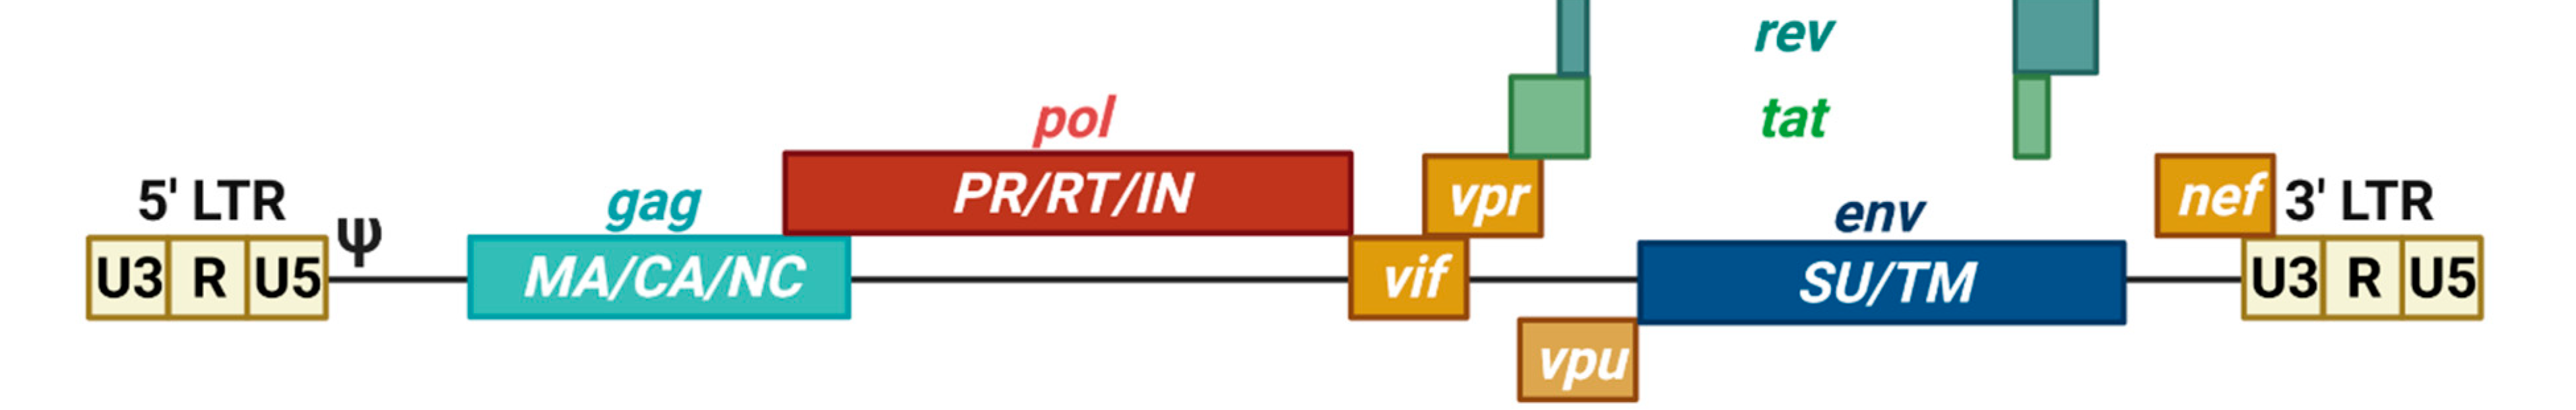 rev
pol
tat
5' LTR
gag
PR/RT/IN
vpr
env
nef
3' LTR
ψ
U3 R U5
MA/CA/NC
vif
SU/TM
U3 R U5
vpu